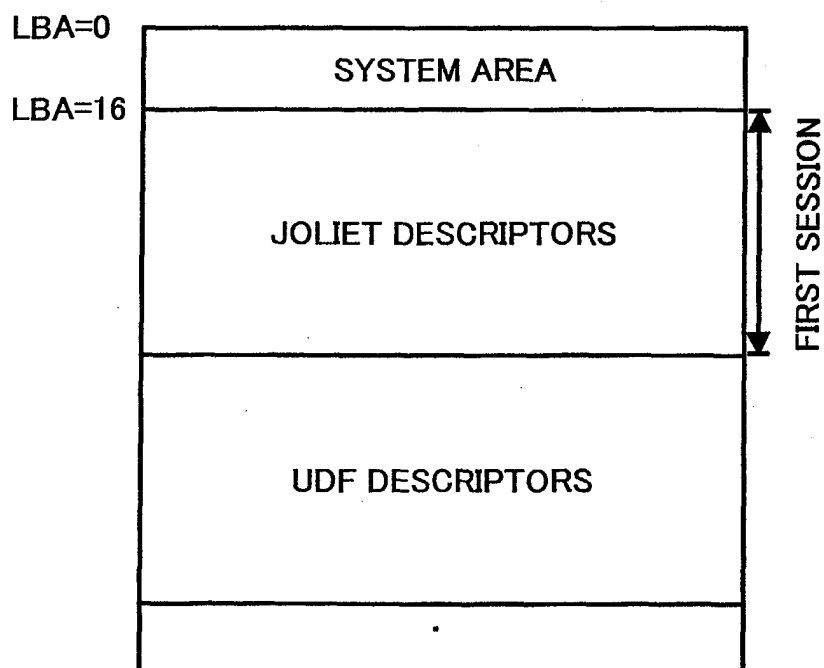 LBA=0
SYSTEM AREA
LBA=16
JOLIET DESCRIPTORS
FIRST SESSION
UDF DESCRIPTORS